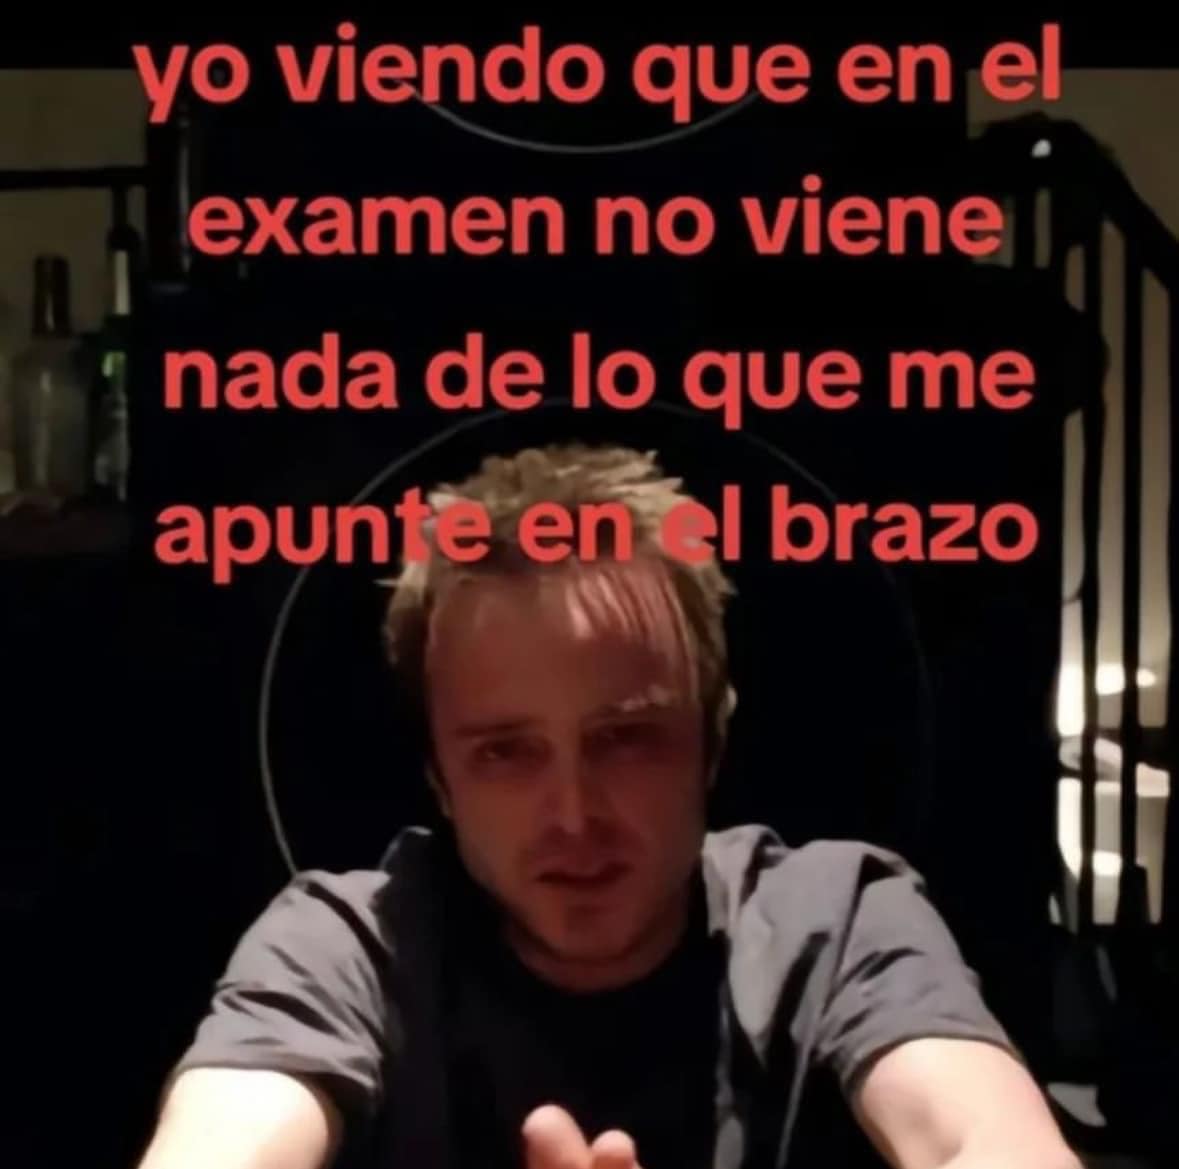 yo viendo que en el
examen no viene
nada de lo que me
apunte en el brazo